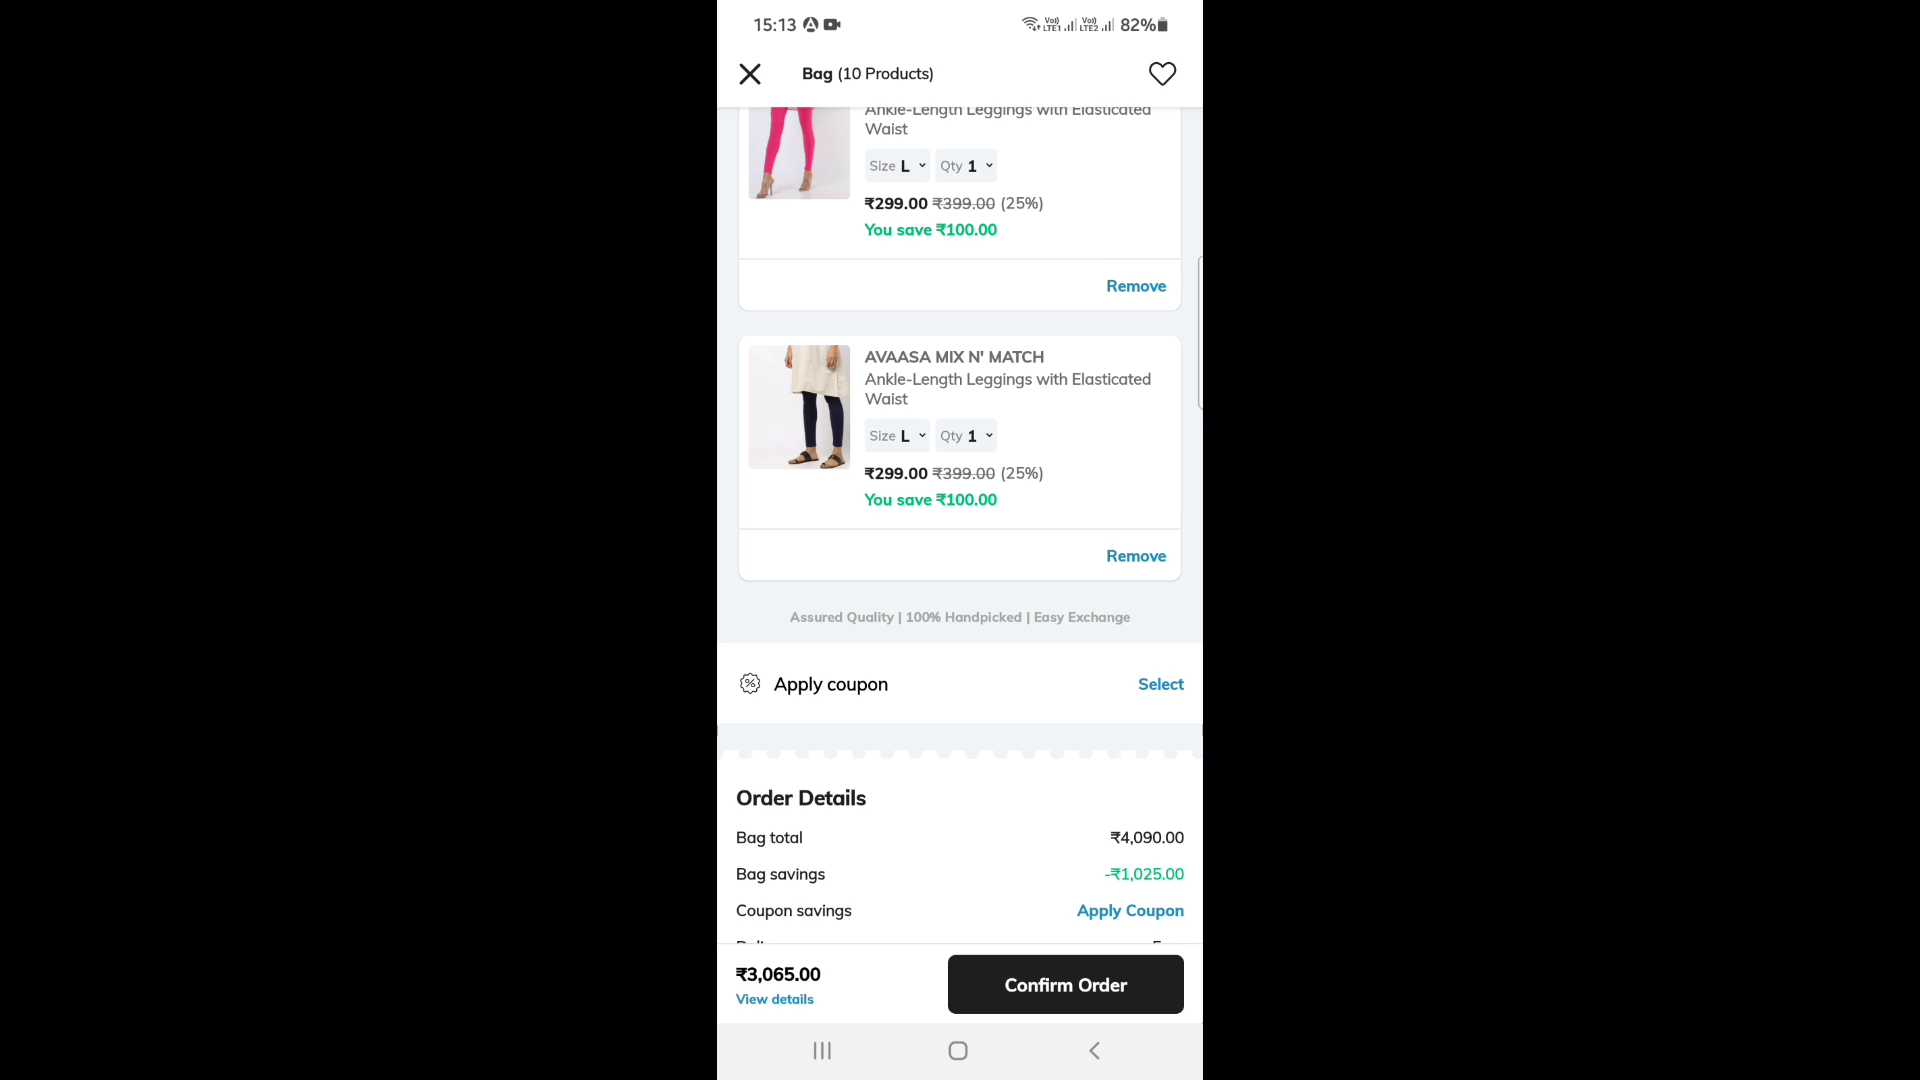 15:13 Vo)) LTE1 Vo)) LTE2 82%
Bag (10 Products)
Ankle-Length Leggings with Elasticated
Waist
Size L Qty 1
₹299.00 ₹399.00 (25%)
You save ₹100.00
Remove
AVAASA MIX N' MATCH
Ankle-Length Leggings with Elasticated
Waist
Size L Qty 1
₹299.00 ₹399.00 (25%)
You save ₹100.00
Remove
Assured Quality | 100% Handpicked | Easy Exchange
Apply coupon Select
Order Details
Bag total ₹4,090.00
Bag savings -₹1,025.00
Coupon savings Apply Coupon
₹3,065.00
View details
Confirm Order